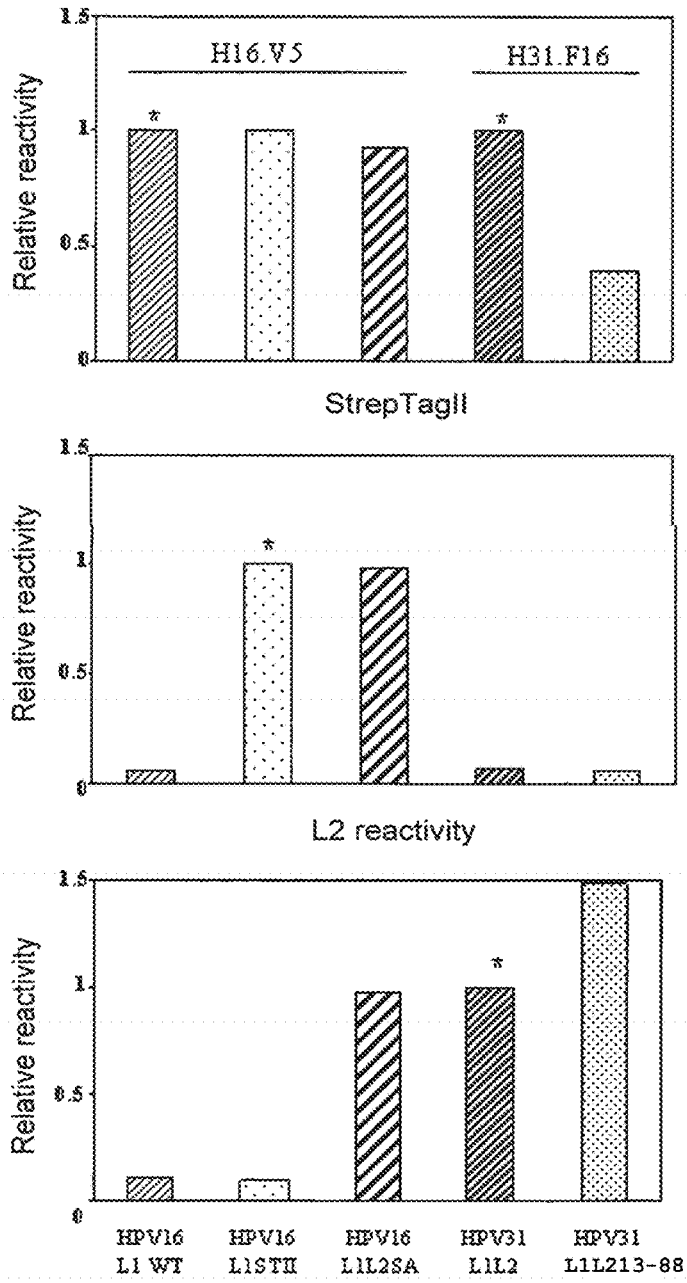 1.5
H16.V5 H31.F16
* *
1
Relative reactivity
0.5
0
StrepTagII
1.5
*
1
Relative reactivity
0.5
0
L2 reactivity
1.5
*
1
Relative reactivity
0.5
0
HPV16 HPV16 HPV16 HPV31 HPV31
L1 WT L1STII L1L2SA L1L2 L1L213-88